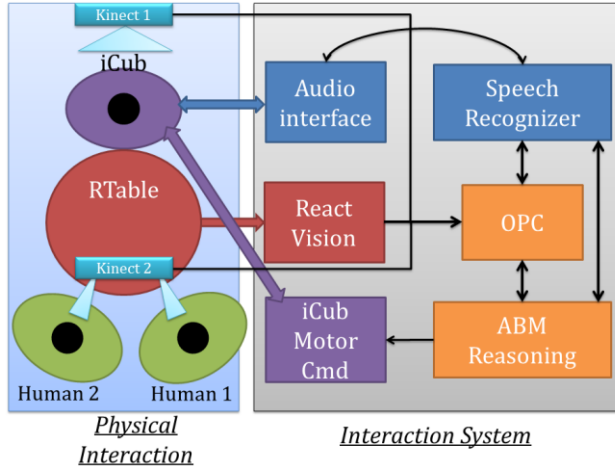 Kinect 1
iCub
Audio
interface
Speech
Recognizer
RTable
React
Vision
OPC
Kinect 2
iCub
Motor
Cmd
ABM
Reasoning
Human 2
Human 1
Physical
Interaction
Interaction System